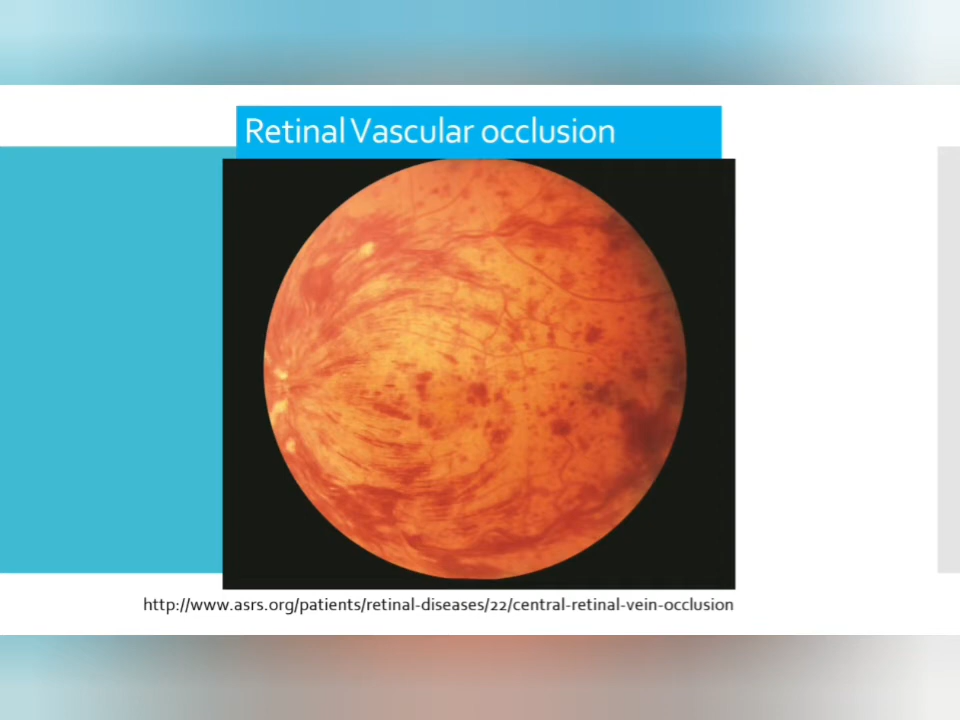 Retinal Vascular occlusion
http://www.asrs.org/patients/retinal-diseases/22/central-retinal-vein-occlusion